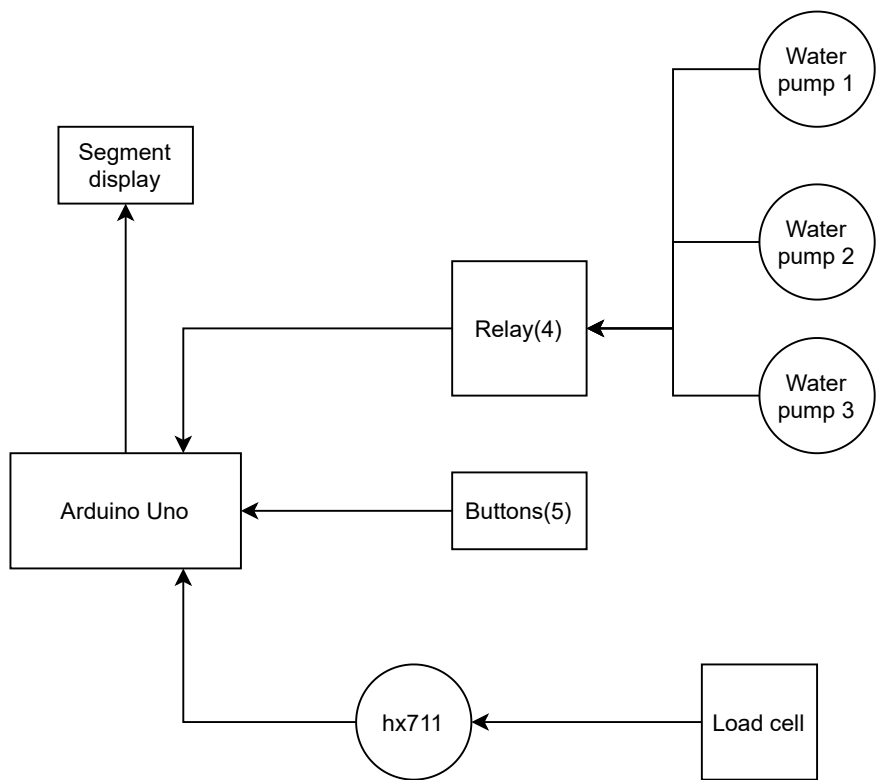 Water
pump 1
Segment
display
Water
pump 2
Relay(4)
Water
pump 3
Arduino Uno
Buttons(5)
hx711
Load cell